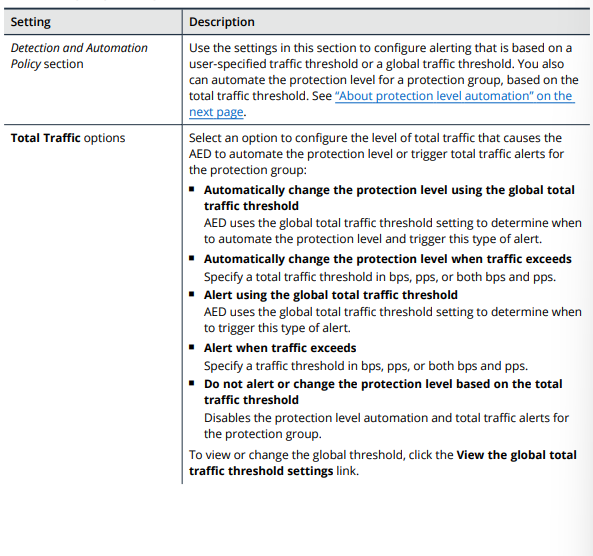 Setting
Description
Detection and Automation
Policy section
Use the settings in this section to configure alerting that is based on a
user-specified traffic threshold or a global traffic threshold. You also
can automate the protection level for a protection group, based on the
total traffic threshold. See “About protection level automation” on the
next page.
Total Traffic options
Select an option to configure the level of total traffic that causes the
AED to automate the protection level or trigger total traffic alerts for
the protection group:
■ Automatically change the protection level using the global total
traffic threshold
AED uses the global total traffic threshold setting to determine when
to automate the protection level and trigger this type of alert.
■ Automatically change the protection level when traffic exceeds
Specify a total traffic threshold in bps, pps, or both bps and pps.
■ Alert using the global total traffic threshold
AED uses the global total traffic threshold setting to determine when
to trigger this type of alert.
■ Alert when traffic exceeds
Specify a traffic threshold in bps, pps, or both bps and pps.
■ Do not alert or change the protection level based on the total
traffic threshold
Disables the protection level automation and total traffic alerts for
the protection group.
To view or change the global threshold, click the View the global total
traffic threshold settings link.